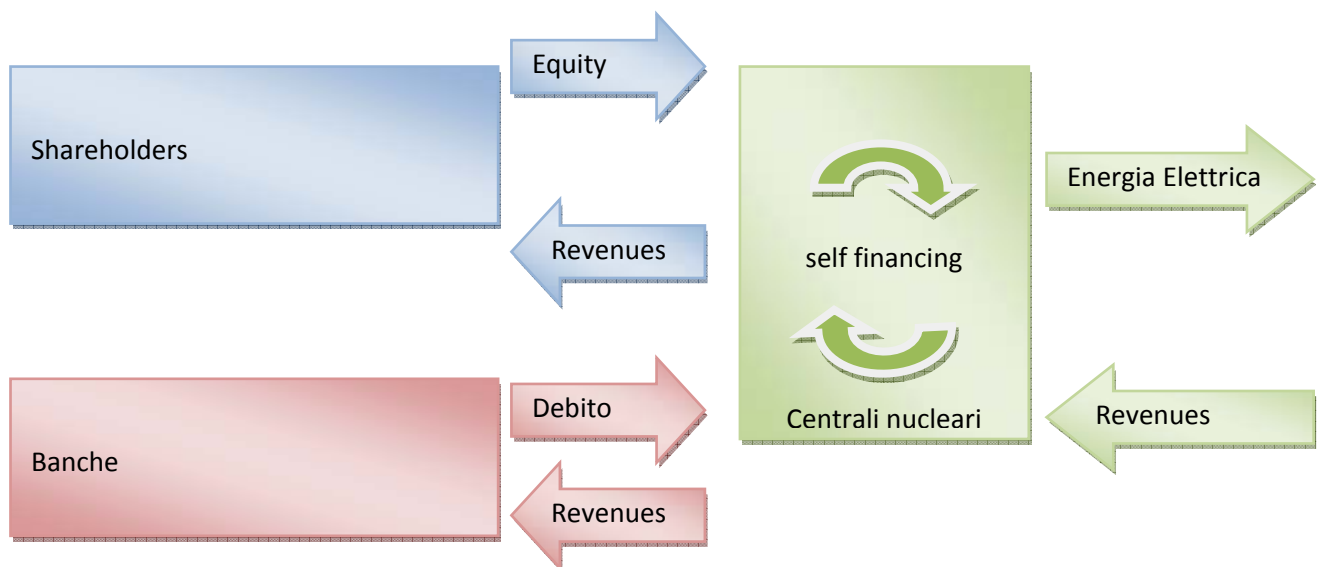 Equity
Shareholders
Revenues
Debito
Banche
Revenues
self financing
Centrali nucleari
Energia Elettrica
Revenues